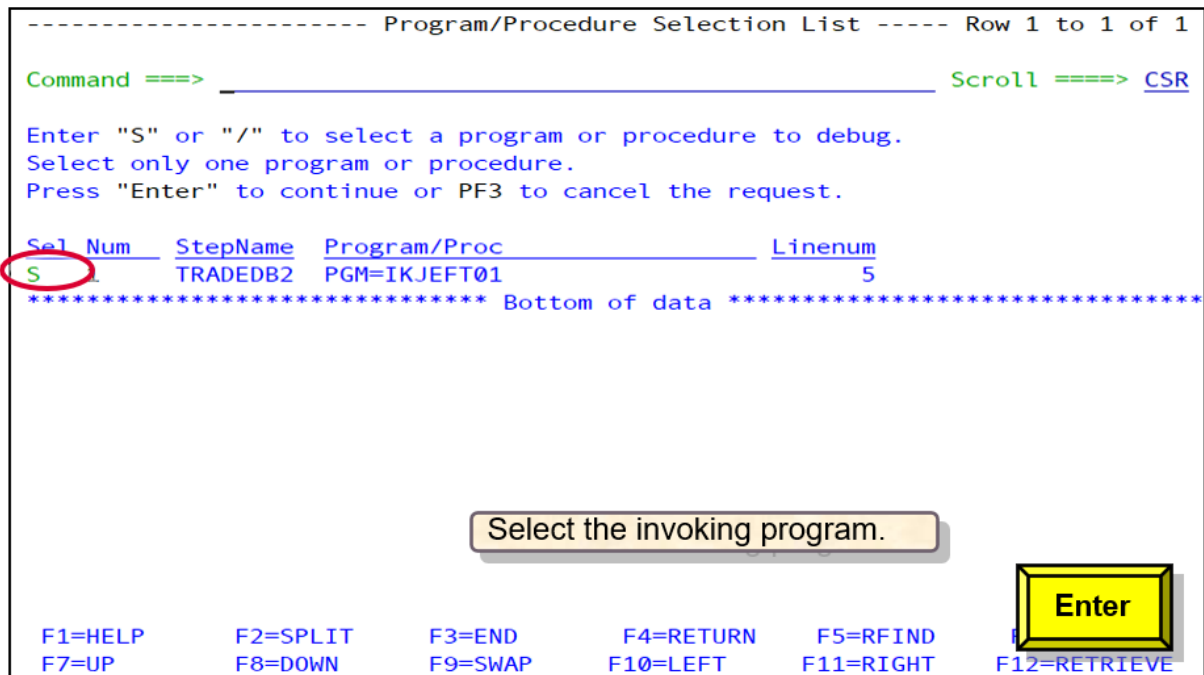 ----------------------- Program/Procedure Selection List ----- Row 1 to 1 of 1
Command ===> _ Scroll ====> CSR
Enter "S" or "/" to select a program or procedure to debug.
Select only one program or procedure.
Press "Enter" to continue or PF3 to cancel the request.
Sel Num StepName Program/Proc Linenum
S 1 TRADEDB2 PGM=IKJEFT01 5
******************************* Bottom of data ********************************
Select the invoking program.
Enter
F1=HELP F2=SPLIT F3=END F4=RETURN F5=RFIND
F7=UP F8=DOWN F9=SWAP F10=LEFT F11=RIGHT F12=RETRIEVE